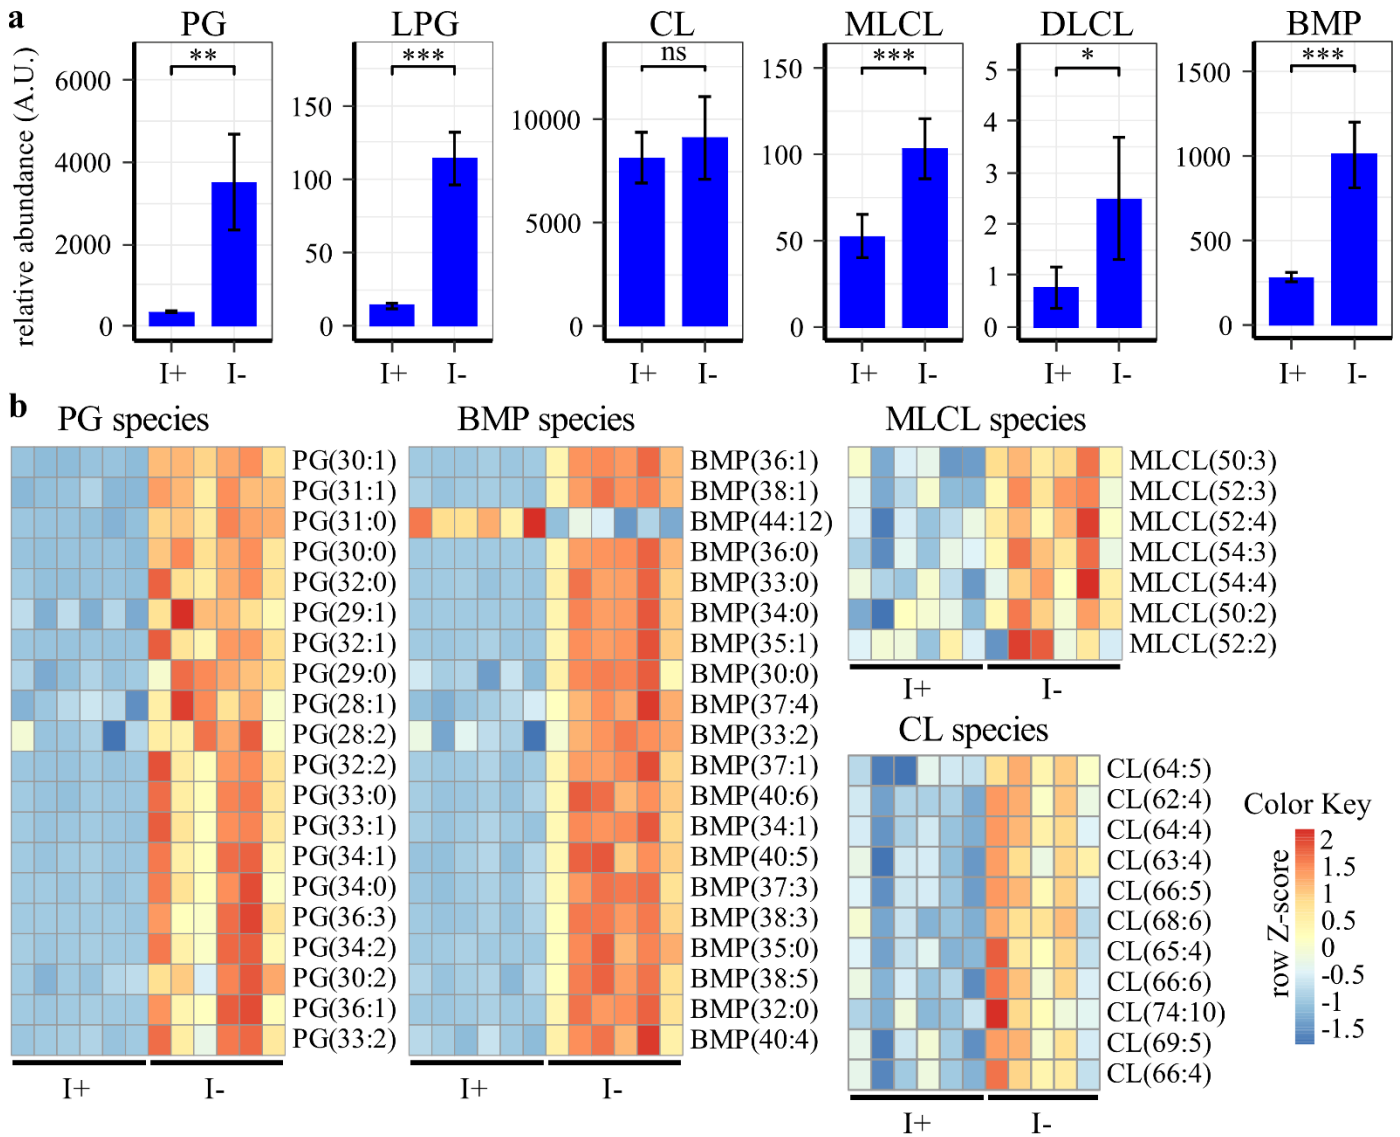 a
PG
LPG
CL
MLCL
DLCL
BMP
relative abundance (A.U.)
**
6000
4000
2000
0
I+ I-
***
150
100
50
0
I+ I-
ns
10000
5000
0
I+ I-
***
150
100
50
0
I+ I-
*
5
4
3
2
1
0
I+ I-
***
1500
1000
500
0
I+ I-
b
PG species
PG(30:1)
PG(31:1)
PG(31:0)
PG(30:0)
PG(32:0)
PG(29:1)
PG(32:1)
PG(29:0)
PG(28:1)
PG(28:2)
PG(32:2)
PG(33:0)
PG(33:1)
PG(34:1)
PG(34:0)
PG(36:3)
PG(34:2)
PG(30:2)
PG(36:1)
PG(33:2)
I+ I-
BMP species
BMP(36:1)
BMP(38:1)
BMP(44:12)
BMP(36:0)
BMP(33:0)
BMP(34:0)
BMP(35:1)
BMP(30:0)
BMP(37:4)
BMP(33:2)
BMP(37:1)
BMP(40:6)
BMP(34:1)
BMP(40:5)
BMP(37:3)
BMP(38:3)
BMP(35:0)
BMP(38:5)
BMP(32:0)
BMP(40:4)
I+ I-
MLCL species
MLCL(50:3)
MLCL(52:3)
MLCL(52:4)
MLCL(54:3)
MLCL(54:4)
MLCL(50:2)
MLCL(52:2)
I+ I-
CL species
CL(64:5)
CL(62:4)
CL(64:4)
CL(63:4)
CL(66:5)
CL(68:6)
CL(65:4)
CL(66:6)
CL(74:10)
CL(69:5)
CL(66:4)
I+ I-
Color Key
row Z-score
2
1.5
1
0.5
0
-0.5
-1
-1.5